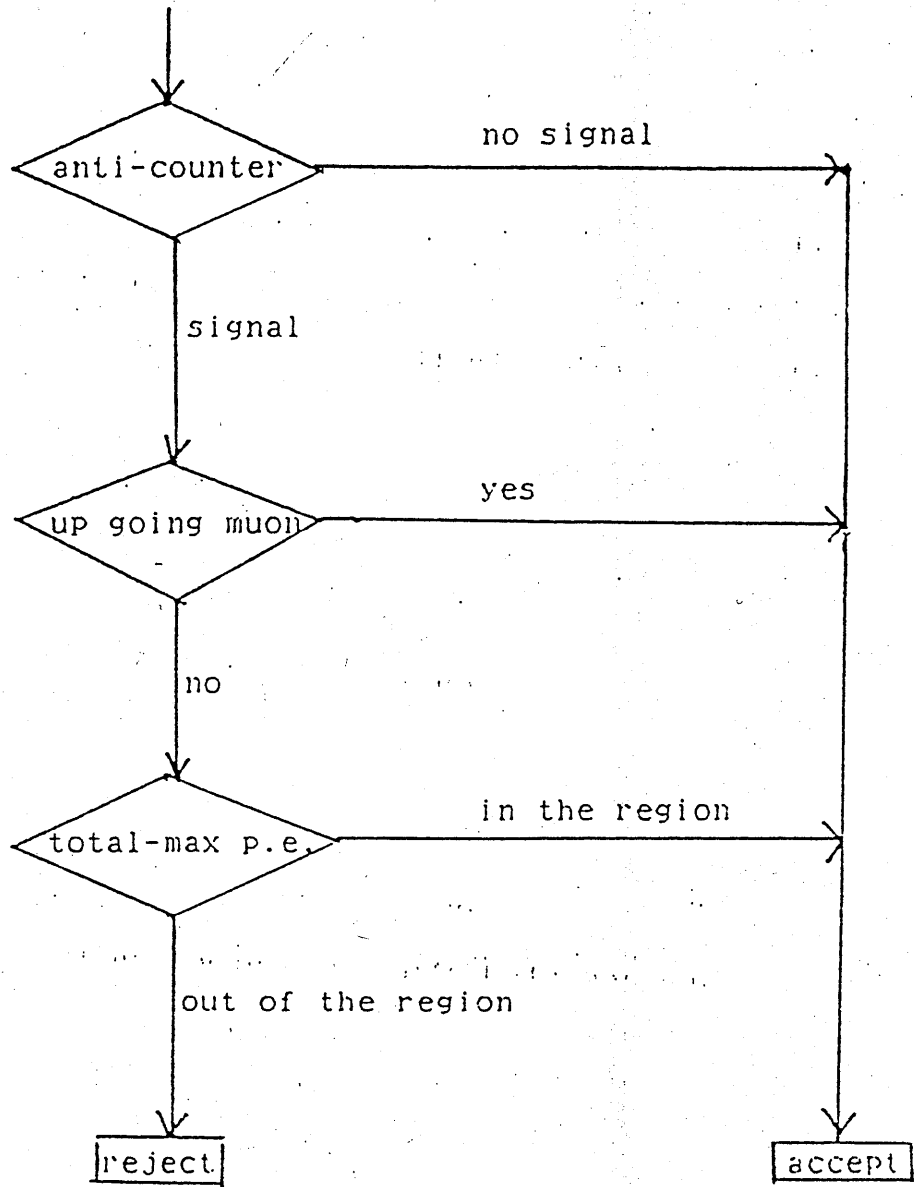 no signal
anti-counter
signal
yes
up going muon
no
in the region
total-max p.e.
out of the region
reject
accept